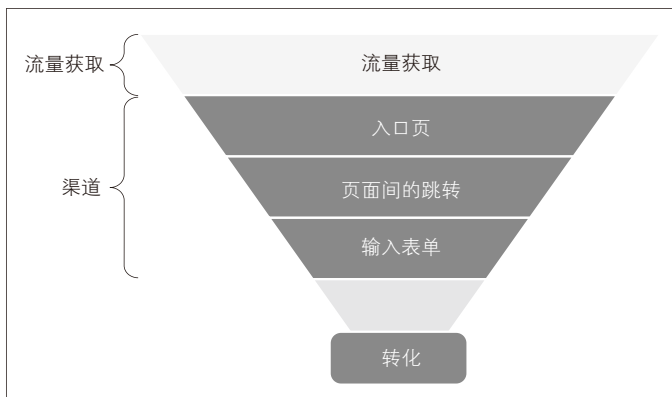 流量获取
流量获取
入口页
渠道
页面间的跳转
输入表单
转化